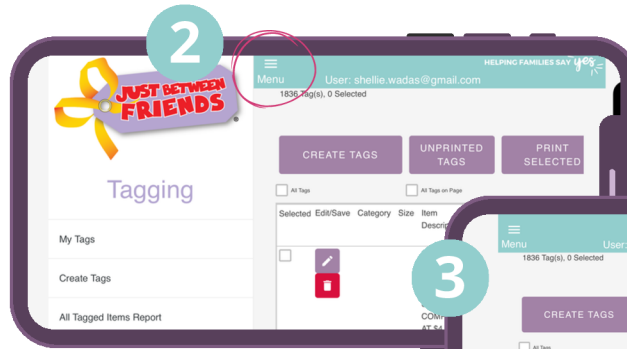 2
JUST BETWEEN
FRIENDS
Tagging
My Tags
Create Tags
All Tagged Items Report
HELPING FAMILIES SAY yes
Menu
User: shellie.wadas@gmail.com
1836 Tag(s), 0 Selected
CREATE TAGS
UNPRINTED
TAGS
PRINT
SELECTED
All Tags
All Tags on Page
Selected Edit/Save Category Size Item
Descrip
COM
AT $4
3
Menu
User:
1836 Tag(s), 0 Selected
CREATE TAGS
All Tags